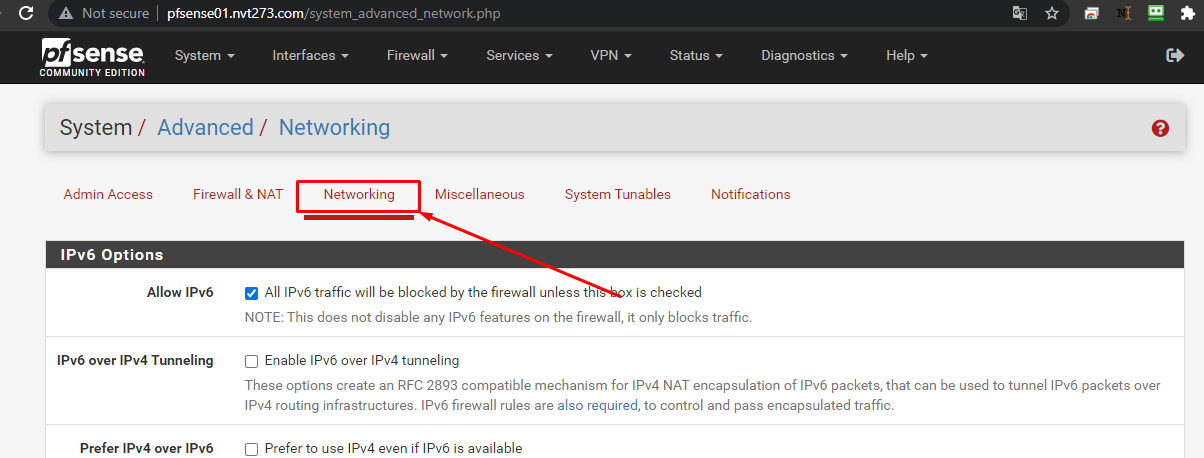 Not secure | pfsense01.nvt273.com/system_advanced_network.php
pfsense
COMMUNITY EDITION
System Interfaces Firewall Services VPN Status Diagnostics Help
System / Advanced / Networking
Admin Access Firewall & NAT Networking Miscellaneous System Tunables Notifications
IPv6 Options
Allow IPv6 All IPv6 traffic will be blocked by the firewall unless this box is checked
NOTE: This does not disable any IPv6 features on the firewall, it only blocks traffic.
IPv6 over IPv4 Tunneling Enable IPv6 over IPv4 tunneling
These options create an RFC 2893 compatible mechanism for IPv4 NAT encapsulation of IPv6 packets, that can be used to tunnel IPv6 packets over
IPv4 routing infrastructures. IPv6 firewall rules are also required, to control and pass encapsulated traffic.
Prefer IPv4 over IPv6 Prefer to use IPv4 even if IPv6 is available